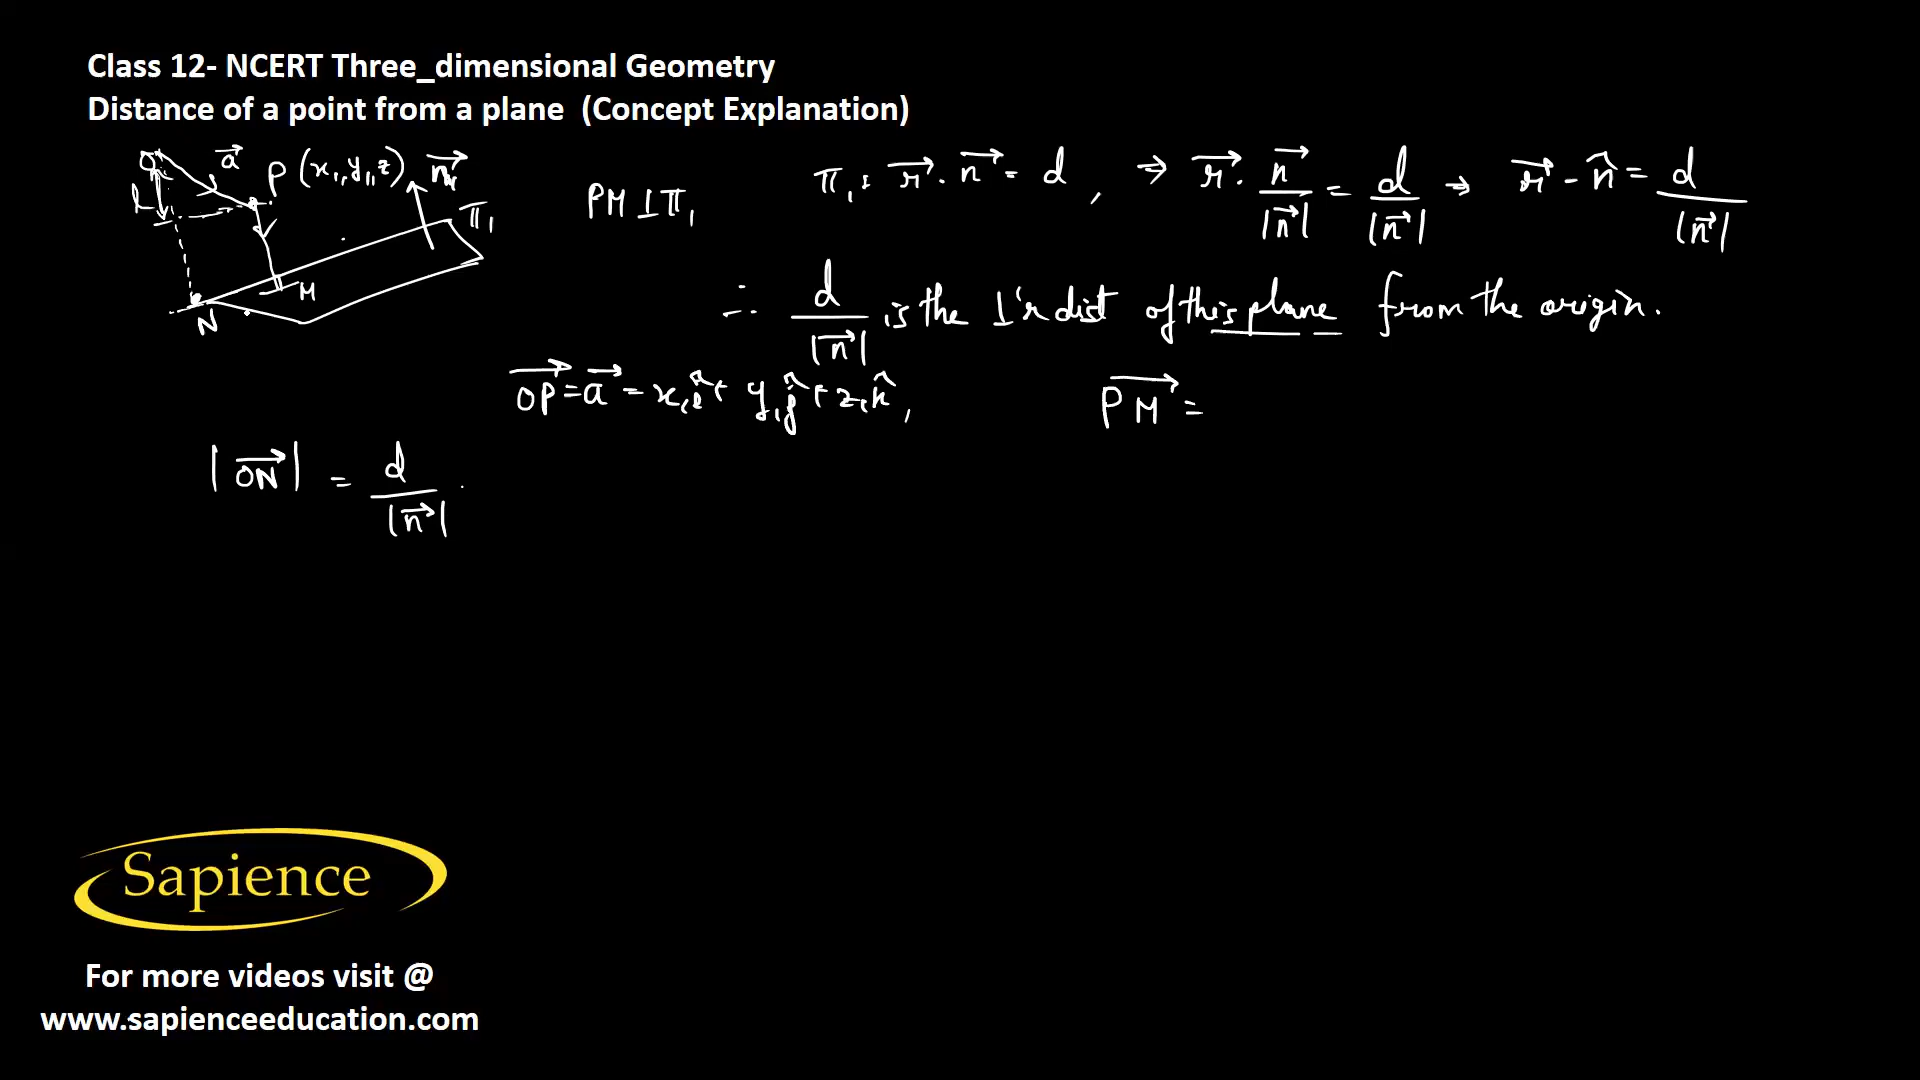 Class 12- NCERT Three_dimensional Geometry
Distance of a point from a plane (Concept Explanation)
a⃗ P (x₁, y₁, z₁) n⃗
π₁
M
N
PM ⊥ π₁
π₁ : r⃗ . n⃗ = d , → r⃗ . n⃗/|n⃗| = d/|n⃗| → r⃗ - n̂ = d/|n⃗|
∴ d/|n⃗| is the ⊥'r dist of this plane from the origin.
OP⃗ = a⃗ = x₁î + y₁ĵ + z₁k̂ , PM⃗ =
|ON⃗| = d/|n⃗| .
Sapience
For more videos visit @
www.sapienceeducation.com